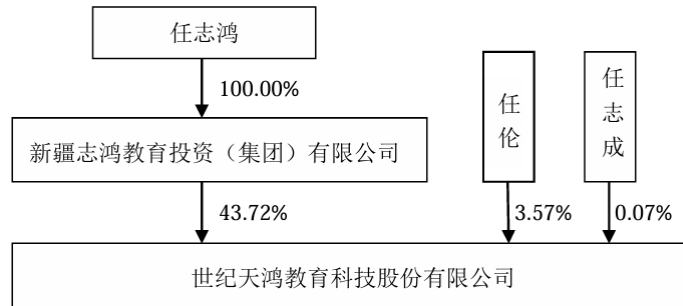 任志鸿
100.00%
任伦
任志成
新疆志鸿教育投资（集团）有限公司
43.72%
3.57%
0.07%
世纪天鸿教育科技股份有限公司